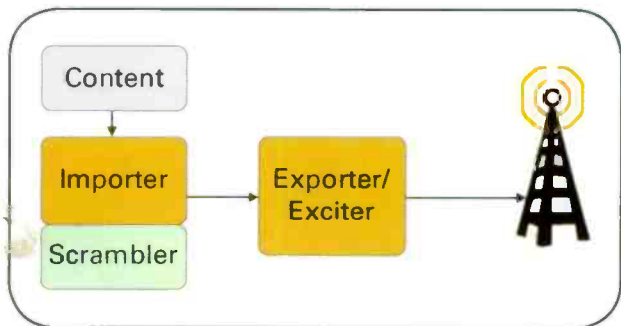 Content
Importer
Exporter/
Exciter
Scrambler